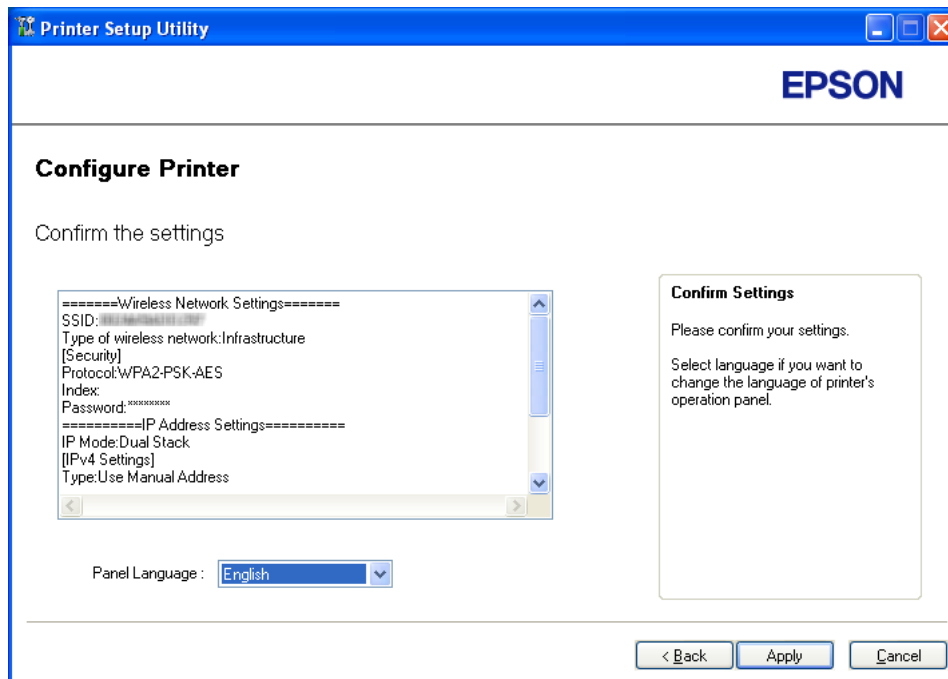 Printer Setup Utility
EPSON
Configure Printer
Confirm the settings
=======Wireless Network Settings=======
SSID:
Type of wireless network:Infrastructure
[Security]
Protocol:WPA2-PSK-AES
Index:
Password:********
==========IP Address Settings==========
IP Mode:Dual Stack
[IPv4 Settings]
Type:Use Manual Address
Confirm Settings
Please confirm your settings.
Select language if you want to
change the language of printer's
operation panel.
Panel Language :
English
< Back
Apply
Cancel